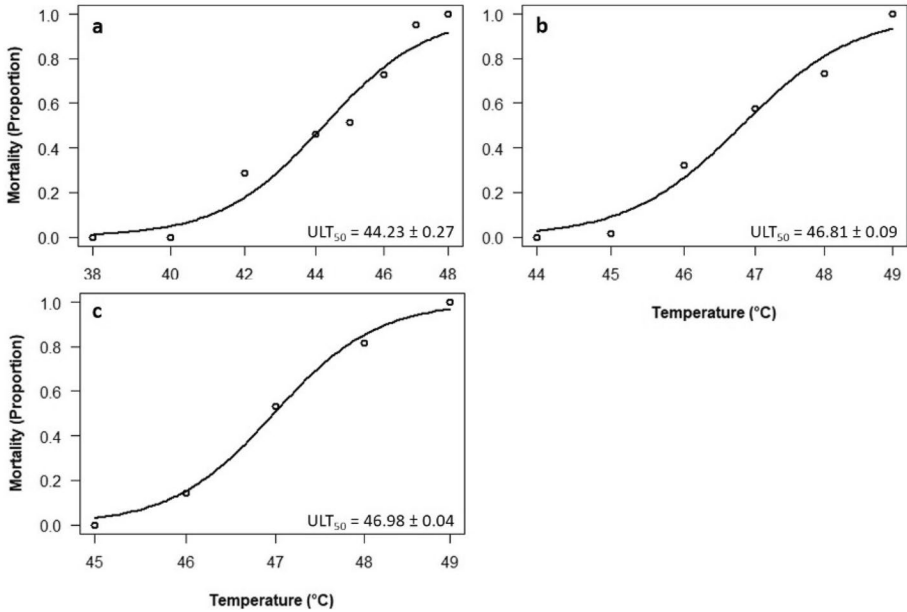 a
Mortality (Proportion)
1.0
0.8
0.6
0.4
0.2
0.0
38 40 42 44 46 48
ULT₅₀ = 44.23 ± 0.27
b
1.0
0.8
0.6
0.4
0.2
0.0
44 45 46 47 48 49
ULT₅₀ = 46.81 ± 0.09
Temperature (°C)
c
Mortality (Proportion)
1.0
0.8
0.6
0.4
0.2
0.0
45 46 47 48 49
ULT₅₀ = 46.98 ± 0.04
Temperature (°C)